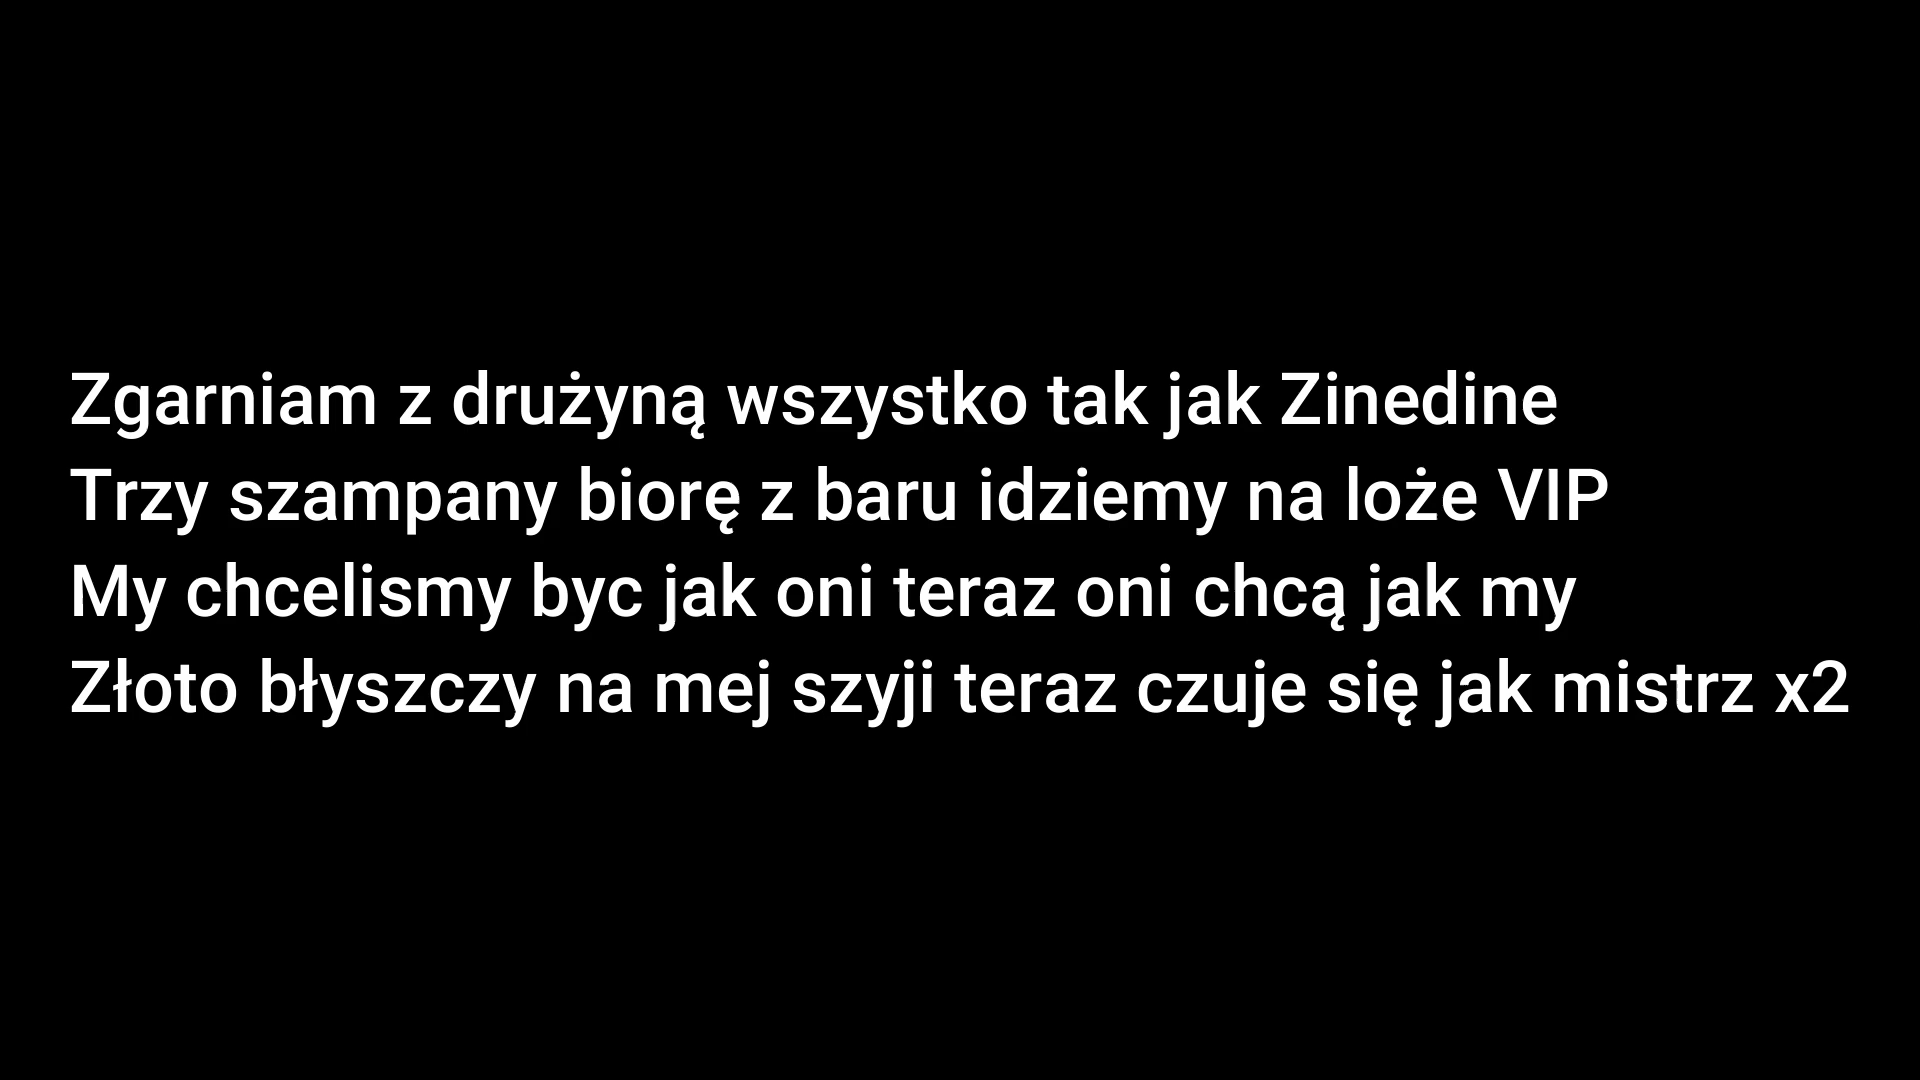 Zgarniam z drużyną wszystko tak jak Zinedine
Trzy szampany biorę z baru idziemy na loże VIP
My chcelismy byc jak oni teraz oni chcą jak my
Złoto błyszczy na mej szyji teraz czuje się jak mistrz x2